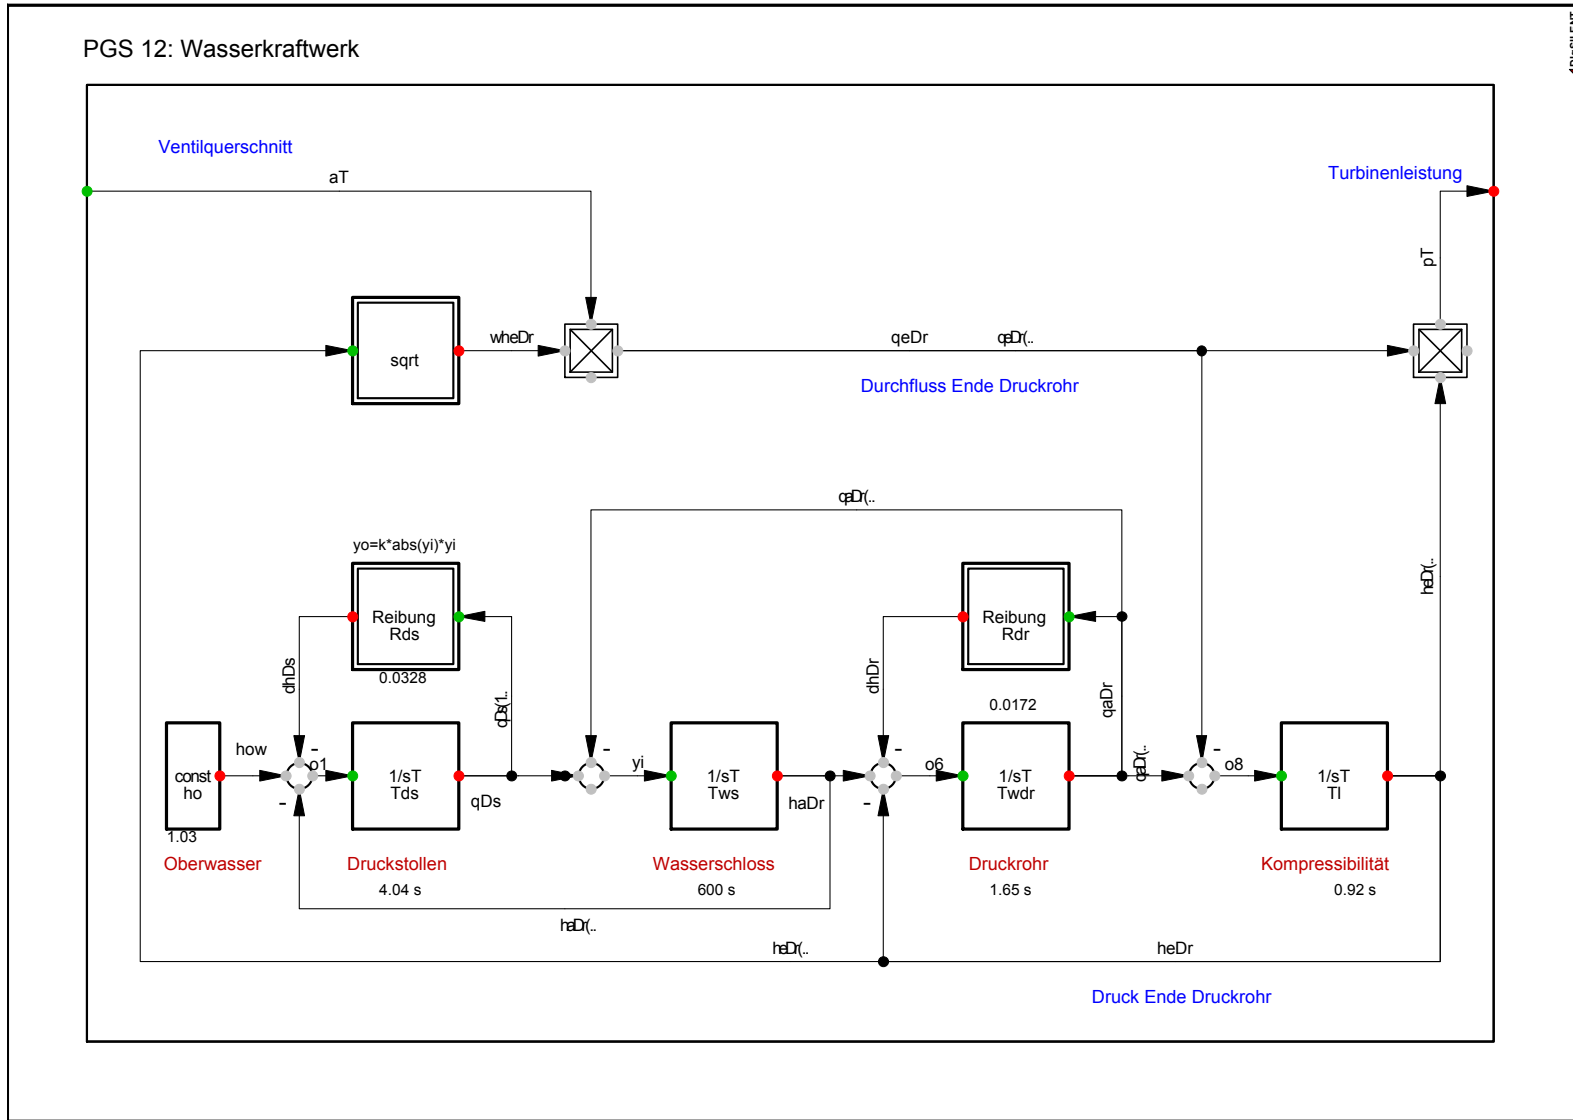 PGS 12: Wasserkraftwerk
DIgSILENT
Ventilquerschnitt
aT
Turbinenleistung
pT
sqrt
wheDr
qeDr
qeDr(..
Durchfluss Ende Druckrohr
qaDr(..
yo=k*abs(yi)*yi
Reibung
Rds
0.0328
dhDs
qDs(1..
Reibung
Rdr
0.0172
dhDr
qaDr
heDr(..
const
ho
1.03
how
-
-
o1
1/sT
Tds
qDs
-
yi
1/sT
Tws
haDr
-
-
o6
1/sT
Twdr
qaDr(..
-
o8
1/sT
Tl
Oberwasser
Druckstollen
4.04 s
Wasserschloss
600 s
Druckrohr
1.65 s
Kompressibilität
0.92 s
haDr(..
heDr(..
heDr
Druck Ende Druckrohr